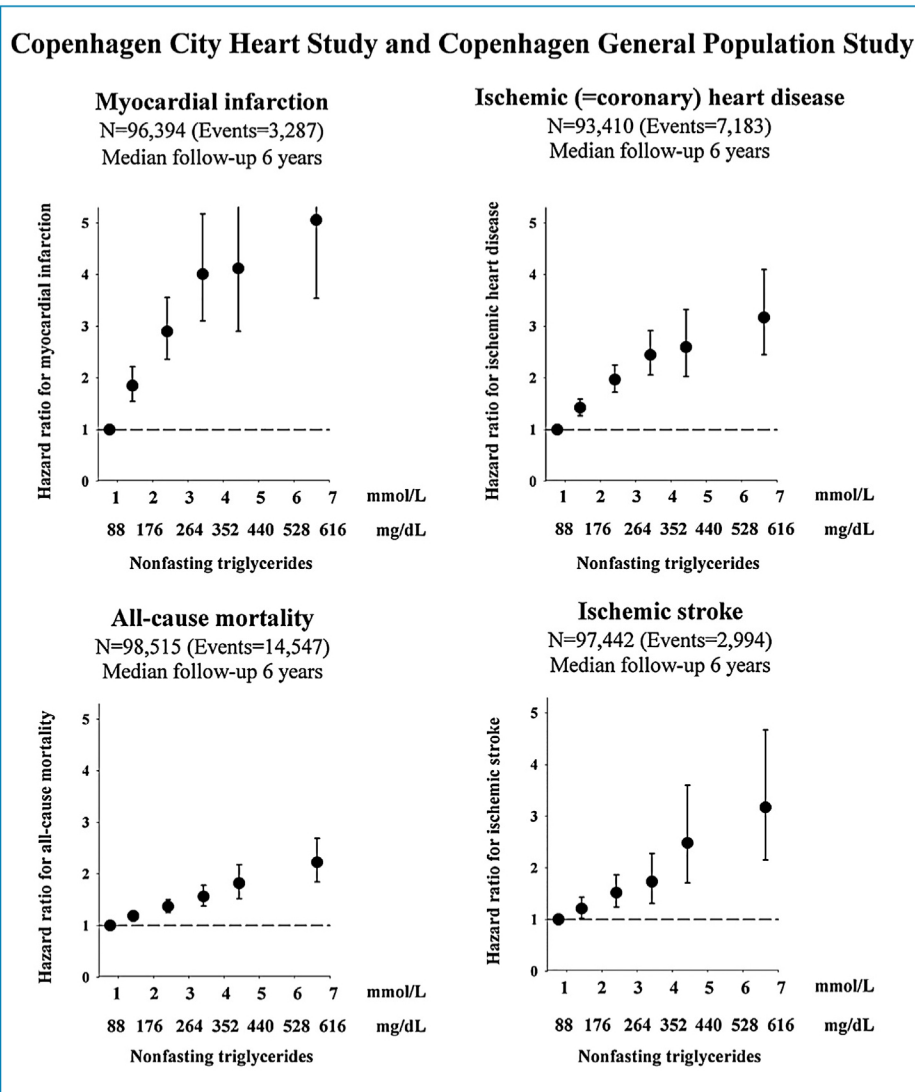 Copenhagen City Heart Study and Copenhagen General Population Study
Myocardial infarction
N=96,394 (Events=3,287)
Median follow-up 6 years
Hazard ratio for myocardial infarction
5
4
3
2
1
0
1 2 3 4 5 6 7 mmol/L
88 176 264 352 440 528 616 mg/dL
Nonfasting triglycerides
Ischemic (=coronary) heart disease
N=93,410 (Events=7,183)
Median follow-up 6 years
Hazard ratio for ischemic heart disease
5
4
3
2
1
0
1 2 3 4 5 6 7 mmol/L
88 176 264 352 440 528 616 mg/dL
Nonfasting triglycerides
All-cause mortality
N=98,515 (Events=14,547)
Median follow-up 6 years
Hazard ratio for all-cause mortality
5
4
3
2
1
0
1 2 3 4 5 6 7 mmol/L
88 176 264 352 440 528 616 mg/dL
Nonfasting triglycerides
Ischemic stroke
N=97,442 (Events=2,994)
Median follow-up 6 years
Hazard ratio for ischemic stroke
5
4
3
2
1
0
1 2 3 4 5 6 7 mmol/L
88 176 264 352 440 528 616 mg/dL
Nonfasting triglycerides